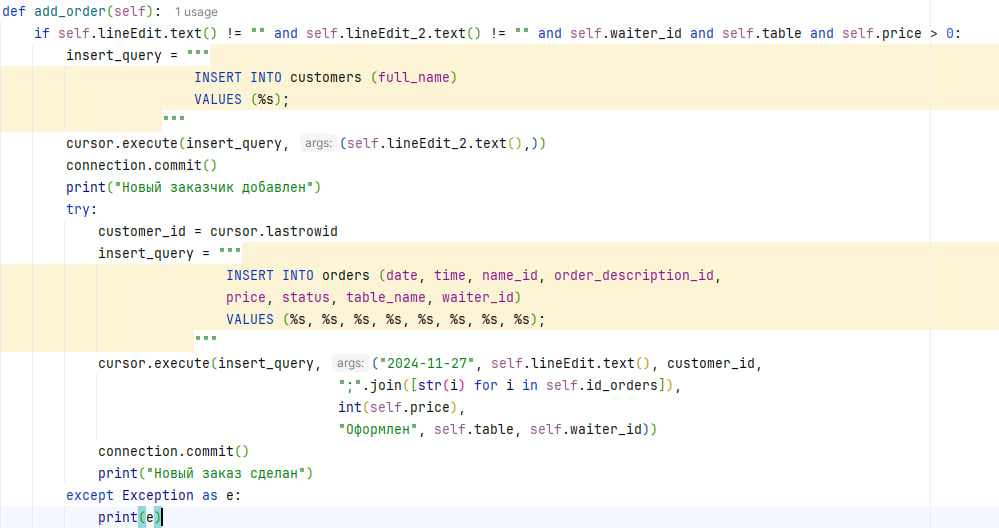 def add_order(self): 1 usage
if self.lineEdit.text() != "" and self.lineEdit_2.text() != "" and self.waiter_id and self.table and self.price > 0:
insert_query = """
INSERT INTO customers (full_name)
VALUES (%s);
"""
cursor.execute(insert_query, args: (self.lineEdit_2.text(),))
connection.commit()
print("Новый заказчик добавлен")
try:
customer_id = cursor.lastrowid
insert_query = """
INSERT INTO orders (date, time, name_id, order_description_id,
price, status, table_name, waiter_id)
VALUES (%s, %s, %s, %s, %s, %s, %s, %s);
"""
cursor.execute(insert_query, args: ("2024-11-27", self.lineEdit.text(), customer_id,
";".join([str(i) for i in self.id_orders]),
int(self.price),
"Оформлен", self.table, self.waiter_id))
connection.commit()
print("Новый заказ сделан")
except Exception as e:
print(e)